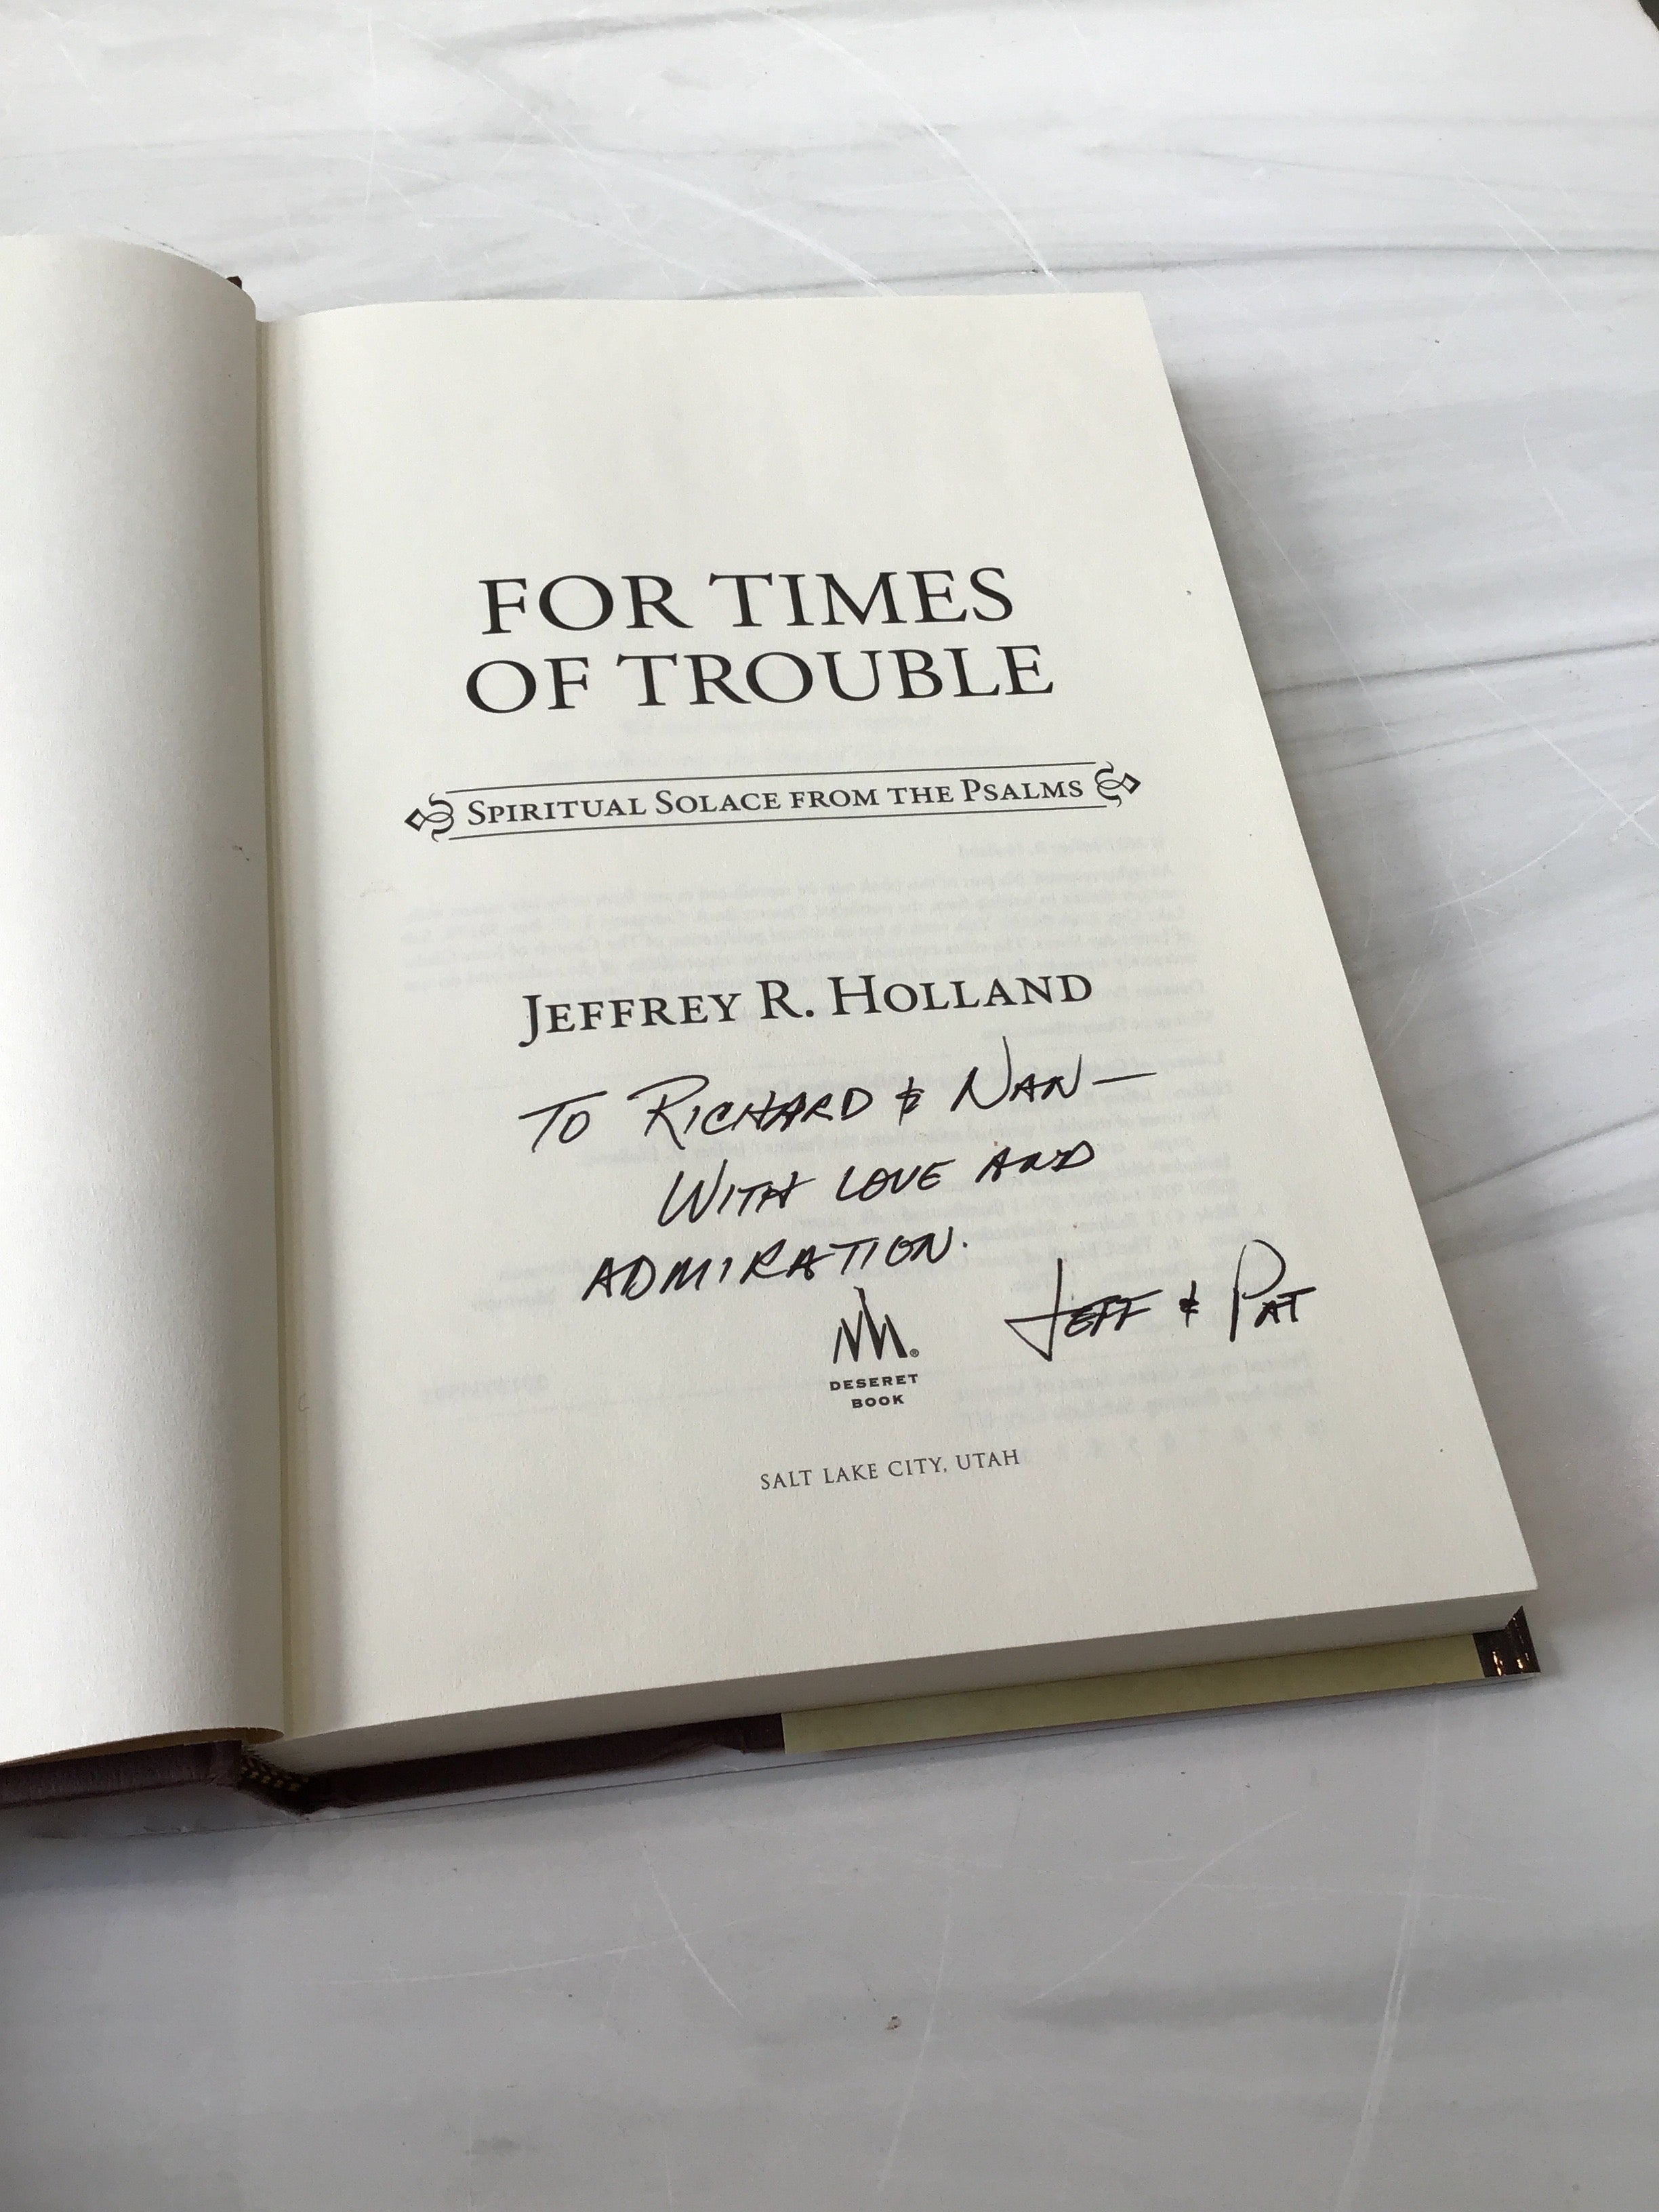 FOR TIMES
OF TROUBLE
SPIRITUAL SOLACE FROM THE PSALMS
JEFFREY R. HOLLAND
TO RICHARD & NAN—
WITH LOVE AND
ADMIRATION.
JEFF & PAT
®
DESERET
BOOK
SALT LAKE CITY, UTAH